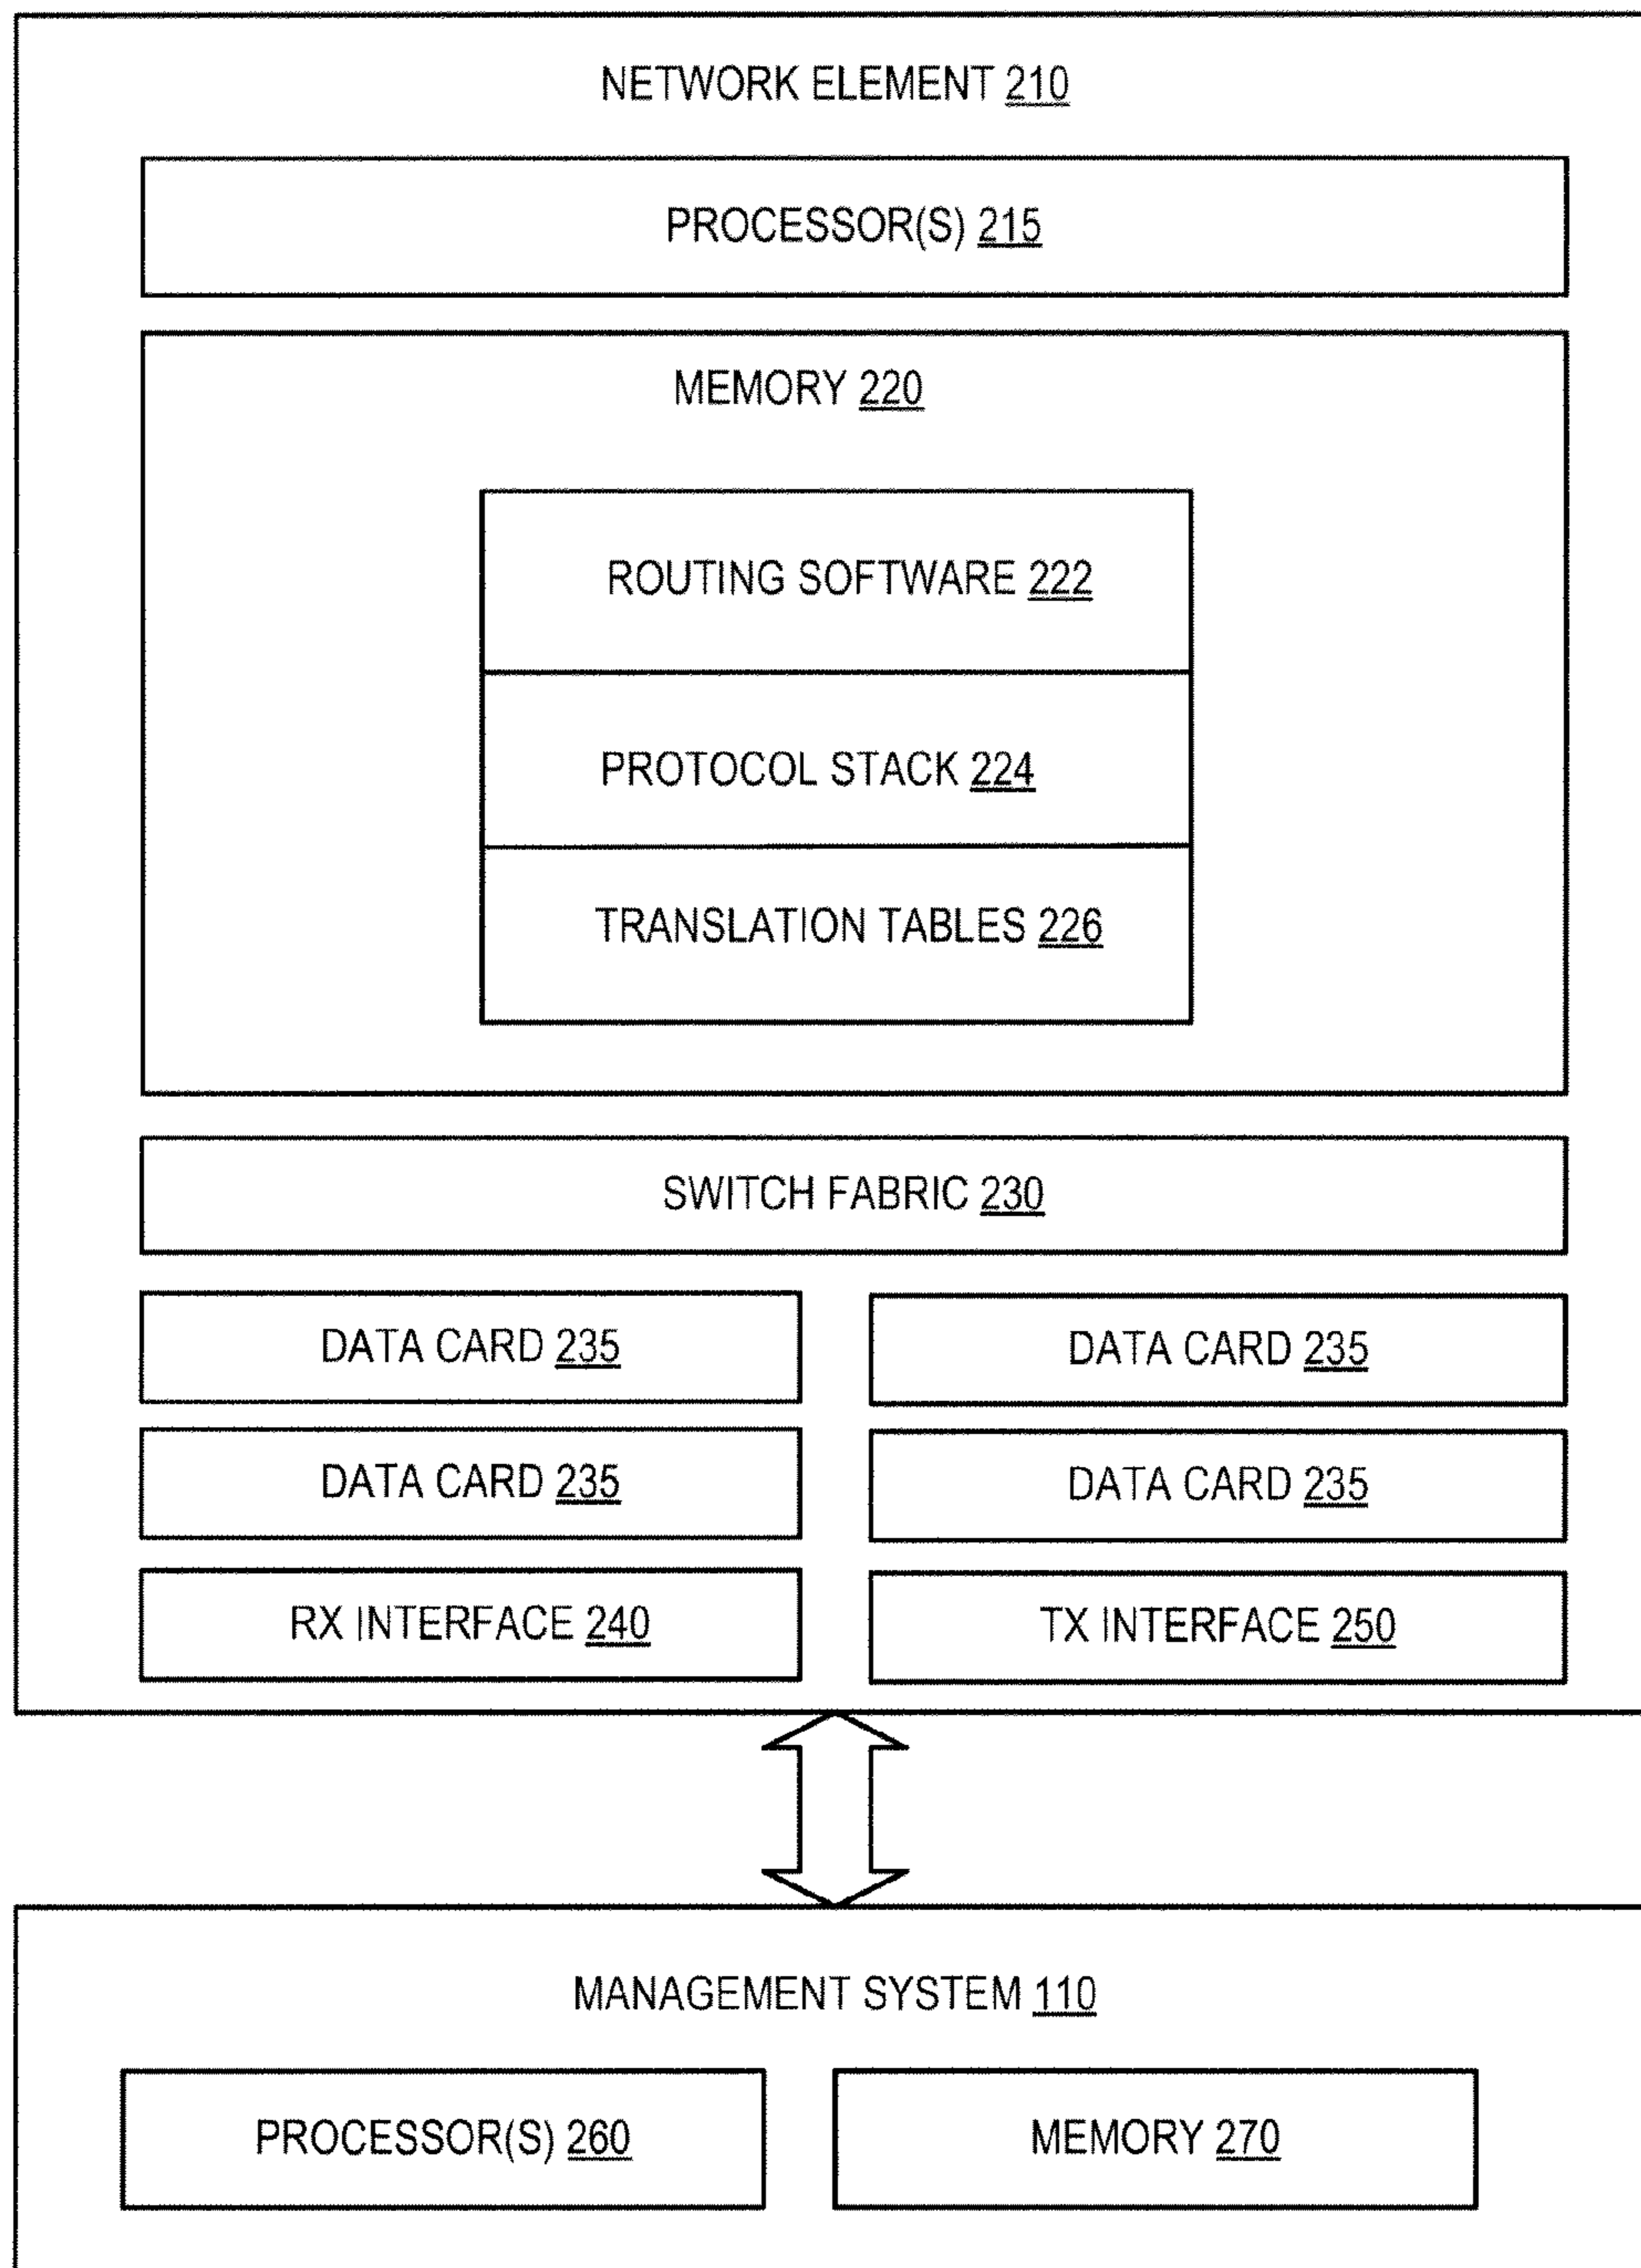 NETWORK ELEMENT 210
PROCESSOR(S) 215
MEMORY 220
ROUTING SOFTWARE 222
PROTOCOL STACK 224
TRANSLATION TABLES 226
SWITCH FABRIC 230
DATA CARD 235
DATA CARD 235
DATA CARD 235
DATA CARD 235
RX INTERFACE 240
TX INTERFACE 250
MANAGEMENT SYSTEM 110
PROCESSOR(S) 260
MEMORY 270